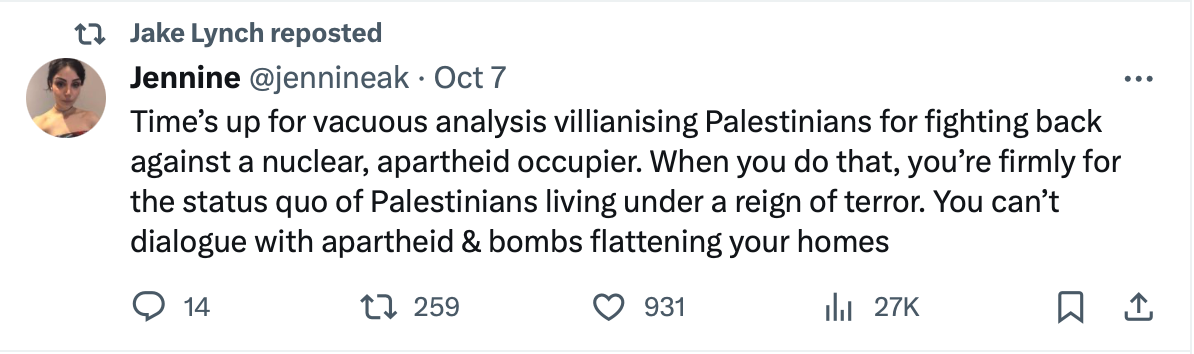 Jake Lynch reposted
Jennine @jennineak · Oct 7
Time’s up for vacuous analysis villianising Palestinians for fighting back
against a nuclear, apartheid occupier. When you do that, you’re firmly for
the status quo of Palestinians living under a reign of terror. You can’t
dialogue with apartheid & bombs flattening your homes
14 259 931 27K